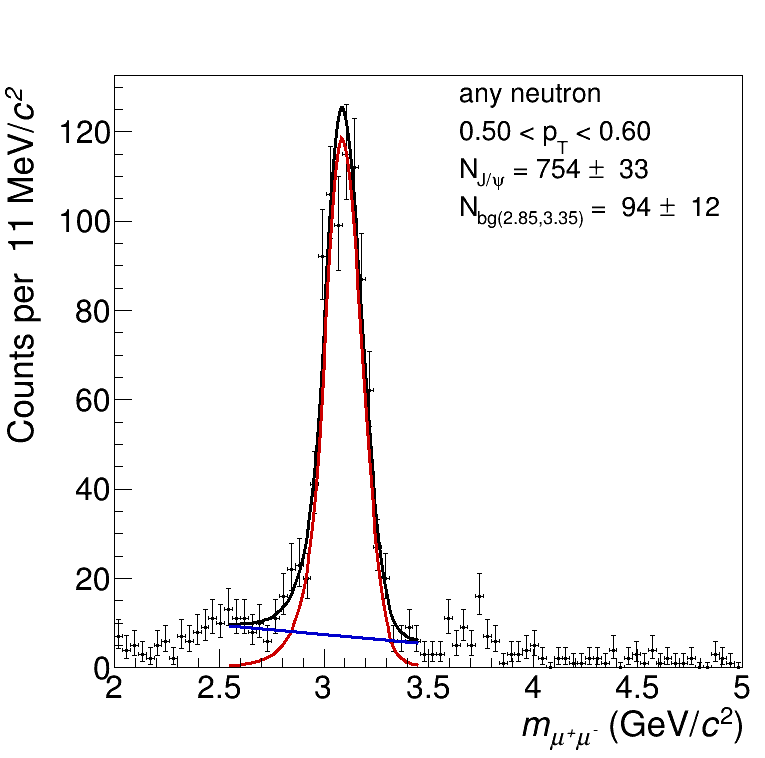 any neutron
0.50 < p_T < 0.60
N_J/ψ = 754 ± 33
N_bg(2.85,3.35) = 94 ± 12
Counts per 11 MeV/c²
120
100
80
60
40
20
0
2 2.5 3 3.5 4 4.5 5
m_μ⁺μ⁻ (GeV/c²)